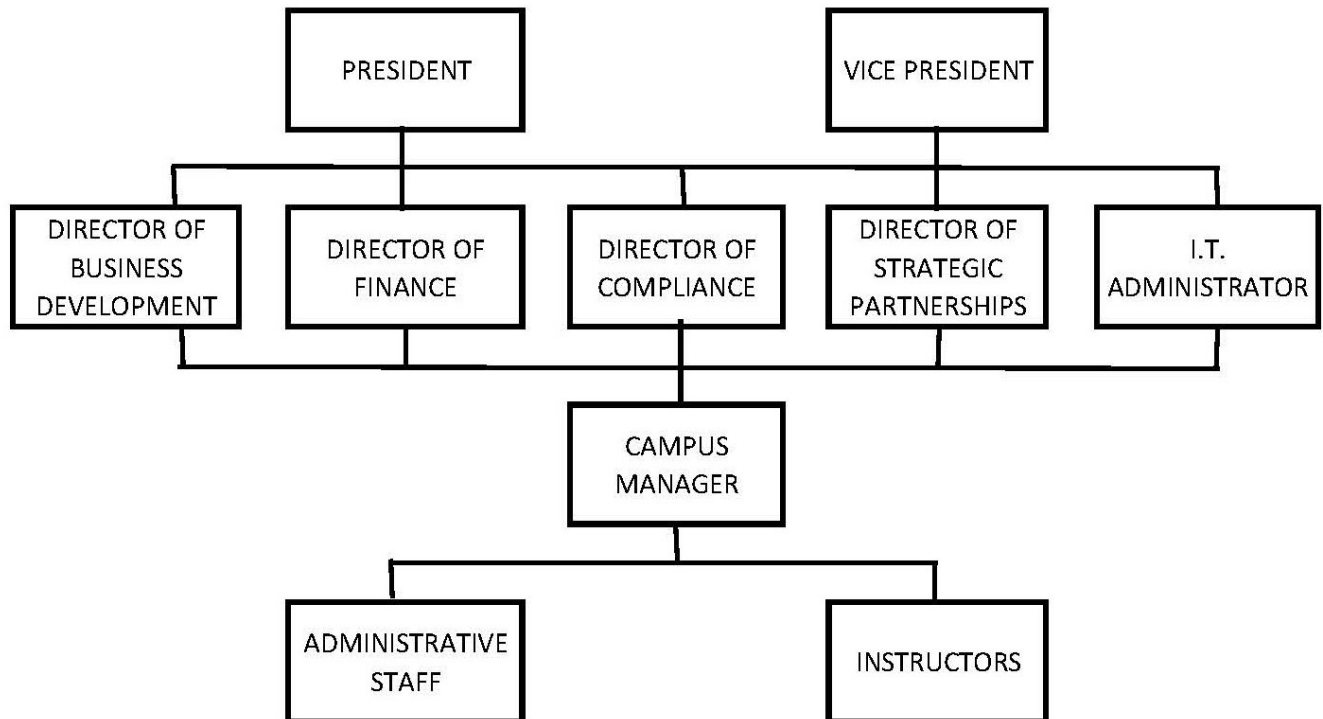 PRESIDENT
VICE PRESIDENT
DIRECTOR OF
BUSINESS
DEVELOPMENT
DIRECTOR OF
FINANCE
DIRECTOR OF
COMPLIANCE
DIRECTOR OF
STRATEGIC
PARTNERSHIPS
I.T.
ADMINISTRATOR
CAMPUS
MANAGER
ADMINISTRATIVE
STAFF
INSTRUCTORS